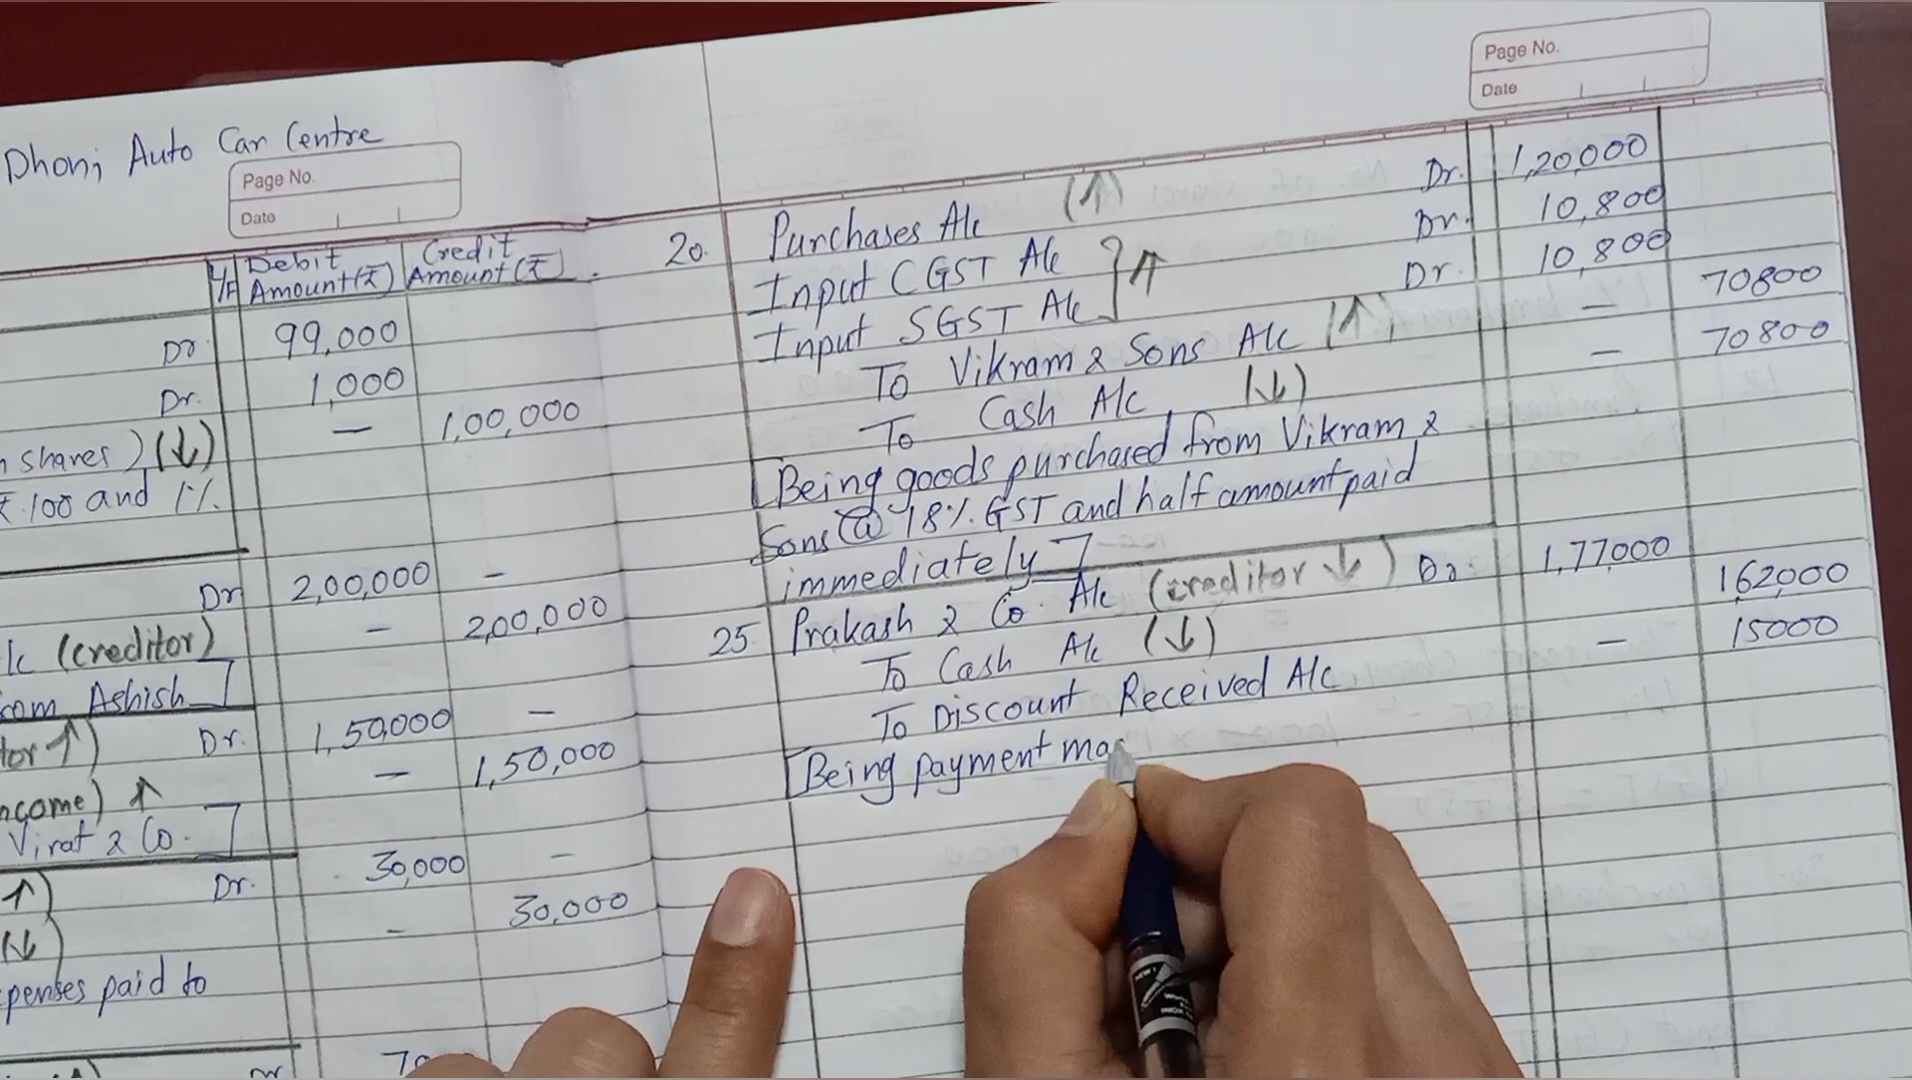 Dhoni Auto Car Centre
Page No.
Date
L/F Debit Amount(₹) Credit Amount(₹)
Dr 99,000
Dr. 1,000
n shares) (↓) — 1,00,000
₹.100 and 1%.
Dr 2,00,000 —
A/c (creditor) — 2,00,000
Ashish]
tor ↑) Dr. 1,50,000 —
— 1,50,000
ncome) ↑
Virat & Co.]
↑) Dr. 30,000 —
(↓) — 30,000
penses paid to
Page No.
Date
20. Purchases A/c (↑) Dr. 1,20,000
Input CGST A/c Dr. 10,800
Input SGST A/c } ↑ Dr. 10,800
To Vikram & Sons A/c (↑) — 70800
To Cash A/c (↓) — 70800
[Being goods purchased from Vikram &
Sons @ 18%. GST and half amount paid
immediately]
25. Prakash & Co. A/c (creditor ↓) Dr. 1,77,000
To Cash A/c (↓) 1,62,000
To Discount Received A/c — 15000
[Being payment ma